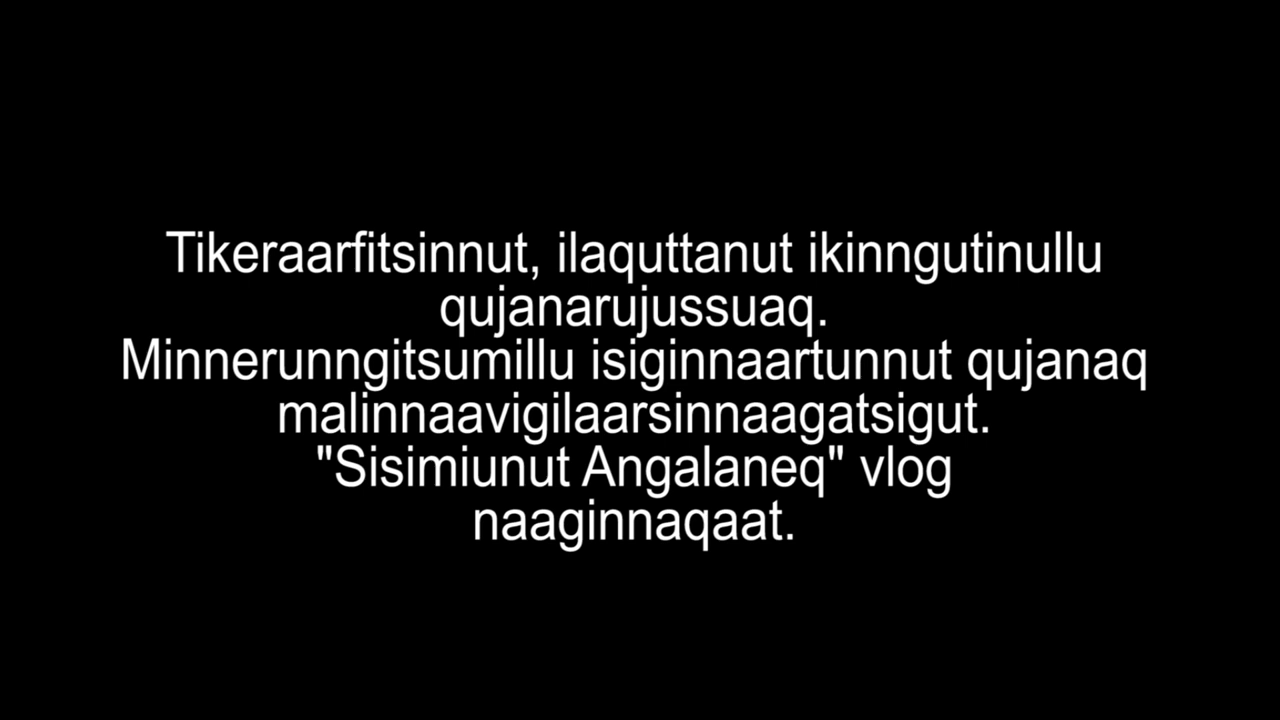 Tikeraarfitsinnut, ilaquttanut ikinngutinullu
qujanarujussuaq.
Minnerunngitsumillu isiginnaartunnut qujanaq
malinnaavigilaarsinnaagatsigut.
"Sisimiunut Angalaneq" vlog
naaginnaqaat.